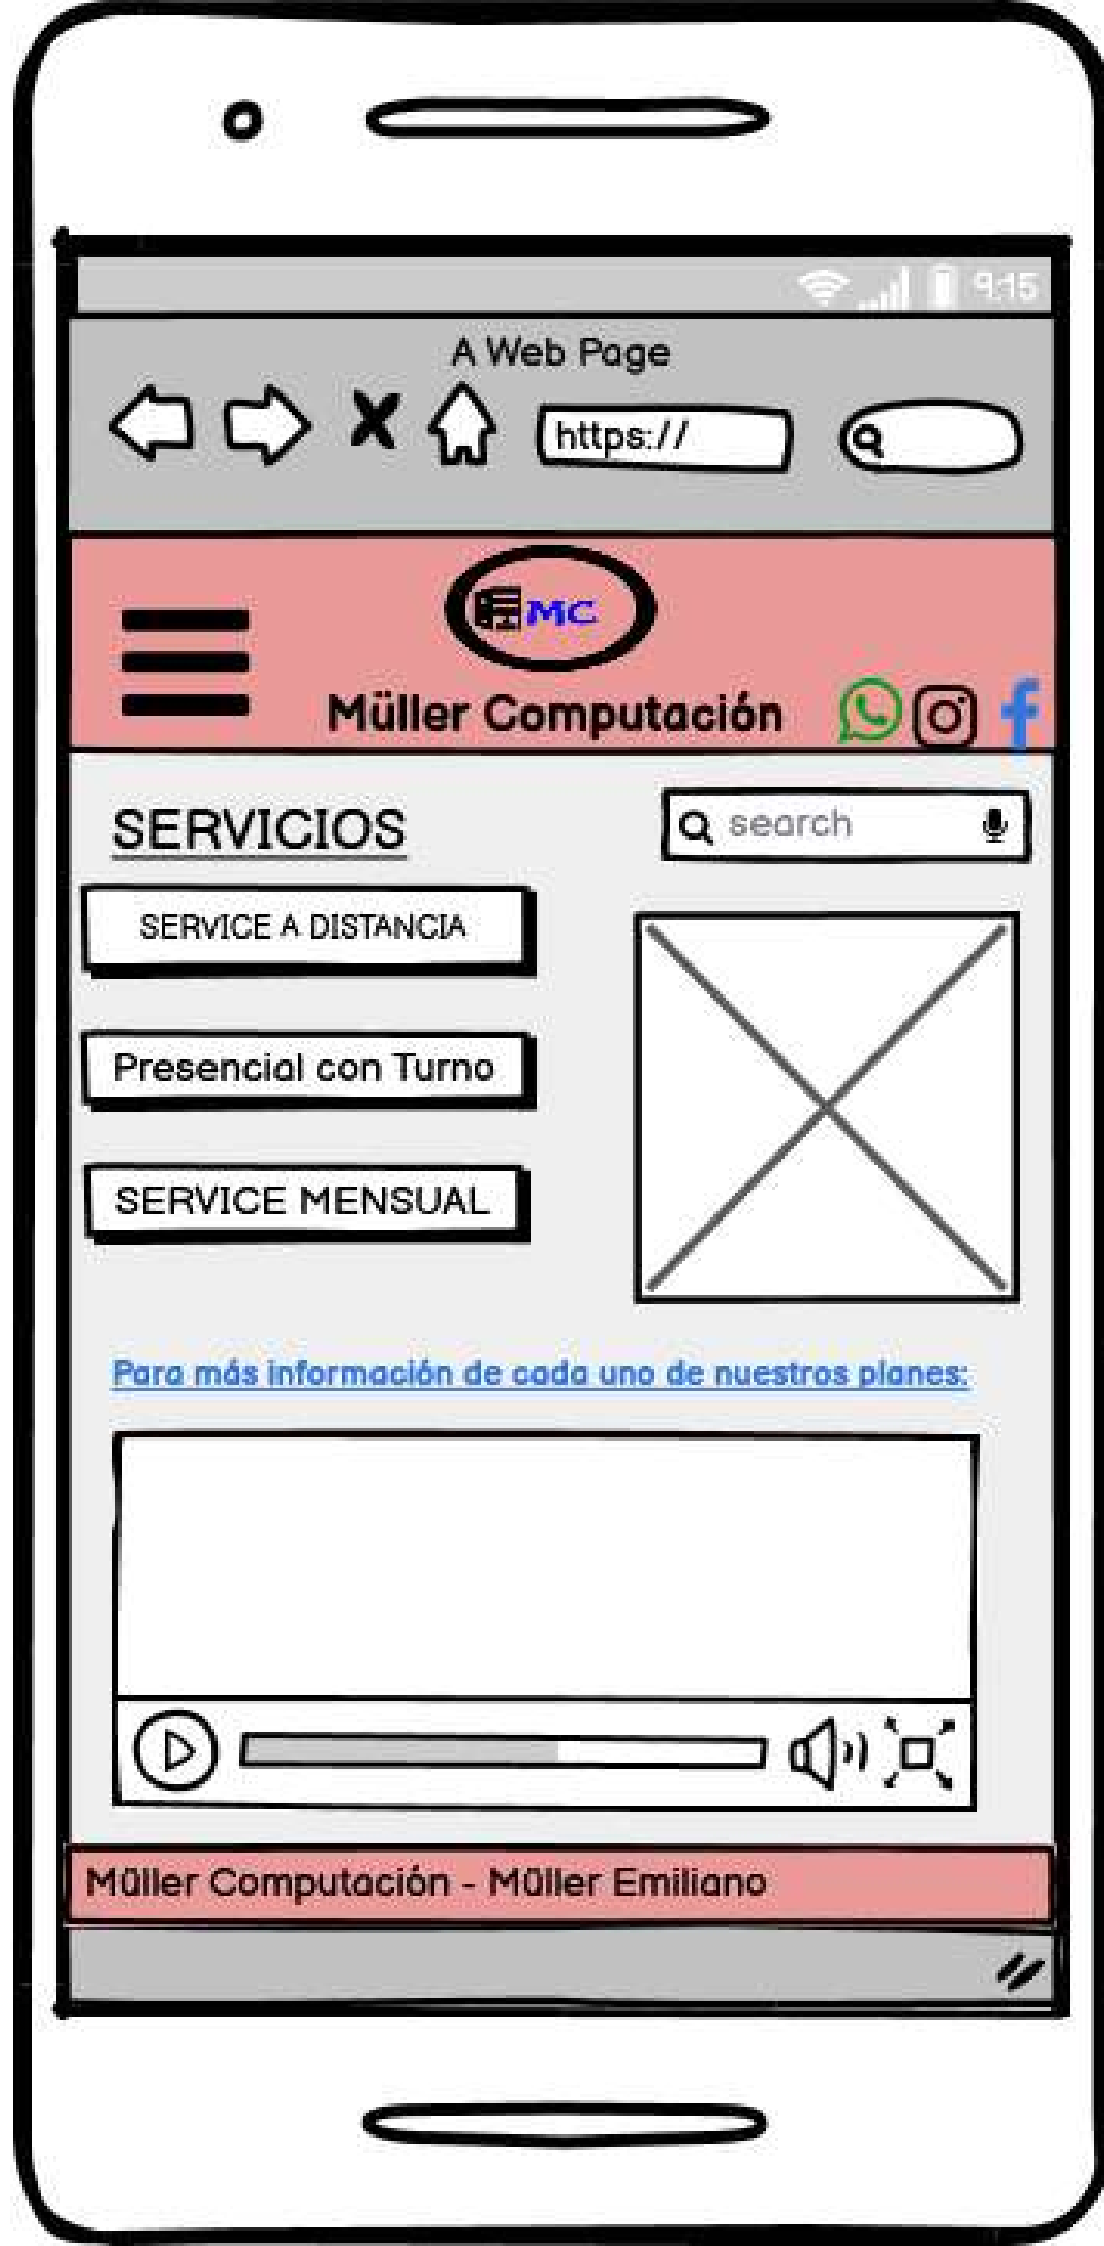 9:15
A Web Page
https://
MC
Müller Computación
SERVICIOS
search
SERVICE A DISTANCIA
Presencial con Turno
SERVICE MENSUAL
Para más información de cada uno de nuestros planes:
Müller Computación - Müller Emiliano